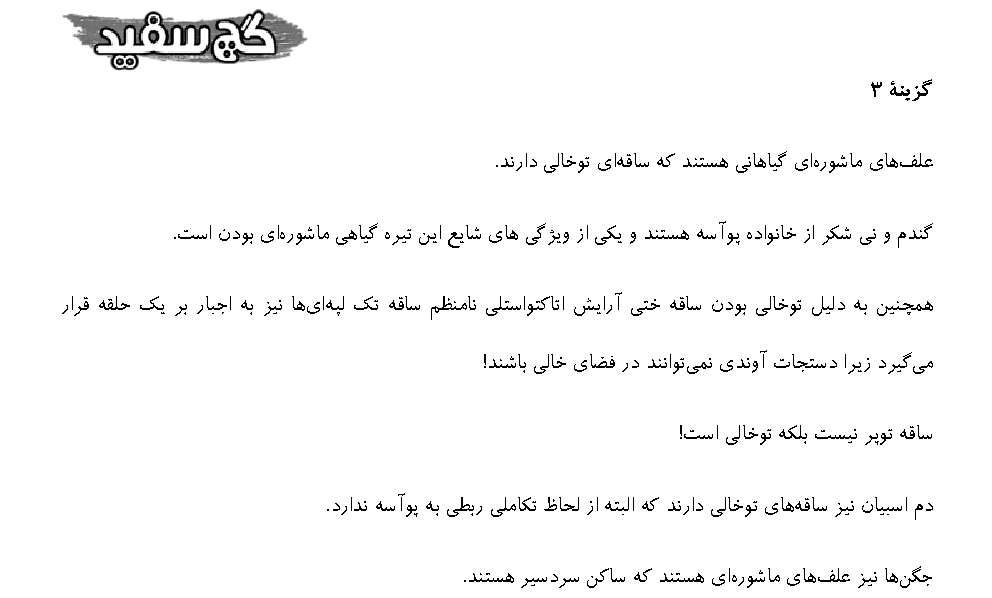 گچ سفید
گزینهٔ ۳
علف‌های ماشوره‌ای گیاهانی هستند که ساقه‌ای توخالی دارند.
گندم و نی شکر از خانواده پوآسه هستند و یکی از ویژگی های شایع این تیره گیاهی ماشوره‌ای بودن است.
همچنین به دلیل توخالی بودن ساقه ختی آرایش اتاکتواستلی نامنظم ساقه تک لپه‌ای‌ها نیز به اجبار بر یک حلقه قرار
می‌گیرد زیرا دستجات آوندی نمی‌توانند در فضای خالی باشند!
ساقه توپر نیست بلکه توخالی است!
دم اسبیان نیز ساقه‌های توخالی دارند که البته از لحاظ تکاملی ربطی به پوآسه ندارد.
جگن‌ها نیز علف‌های ماشوره‌ای هستند که ساکن سردسیر هستند.